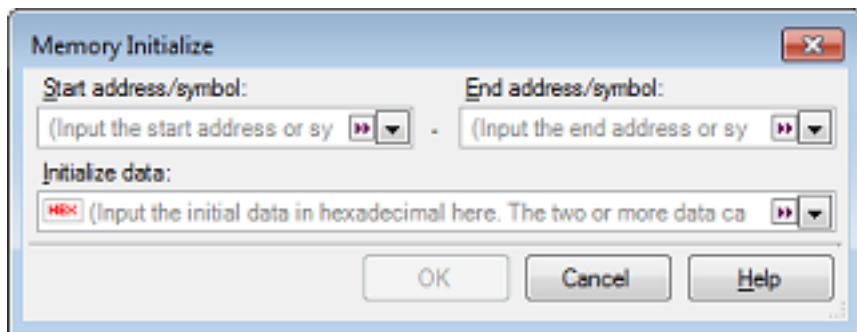 Memory Initialize
Start address/symbol: End address/symbol:
(Input the start address or sy - (Input the end address or sy
Initialize data:
HEX (Input the initial data in hexadecimal here. The two or more data ca
OK Cancel Help